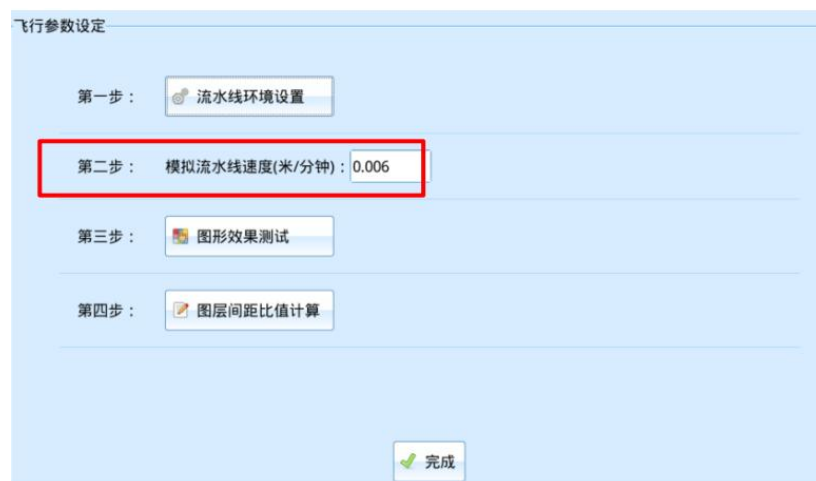 飞行参数设定
第一步： 流水线环境设置
第二步： 模拟流水线速度(米/分钟)：0.006
第三步： 图形效果测试
第四步： 图层间距比值计算
完成